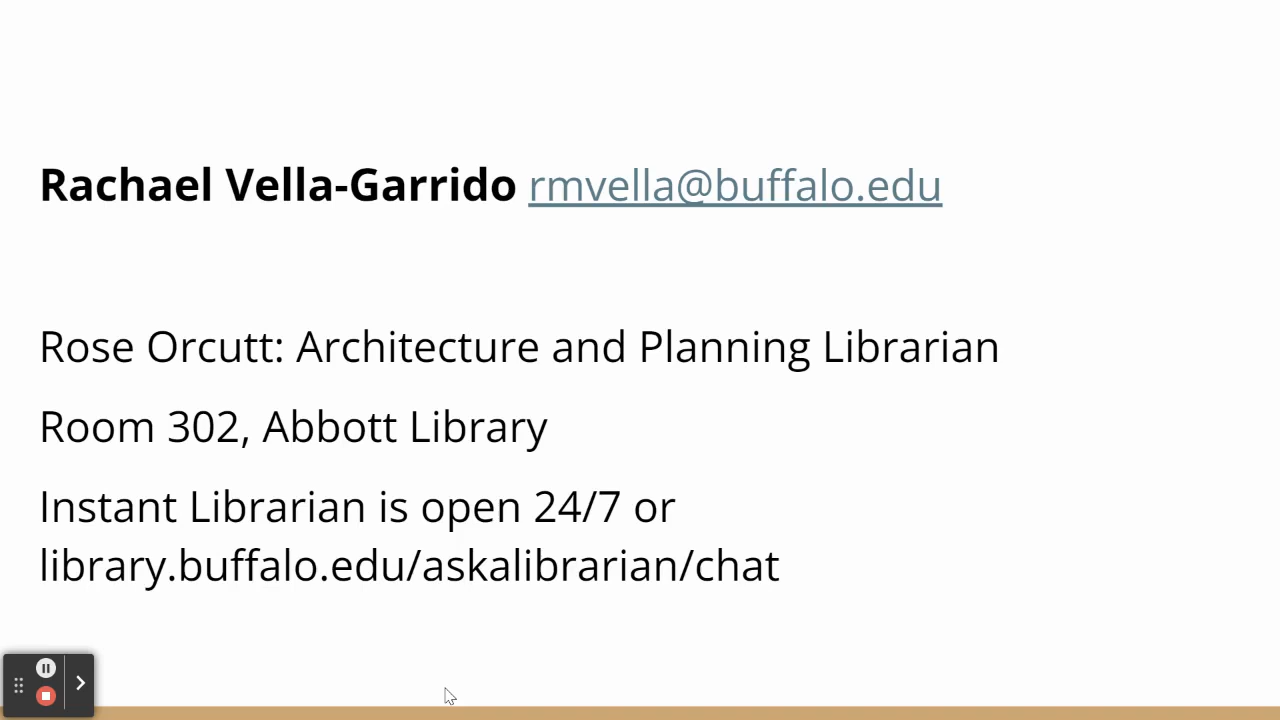 Rachael Vella-Garrido rmvella@buffalo.edu
Rose Orcutt: Architecture and Planning Librarian
Room 302, Abbott Library
Instant Librarian is open 24/7 or
library.buffalo.edu/askalibrarian/chat